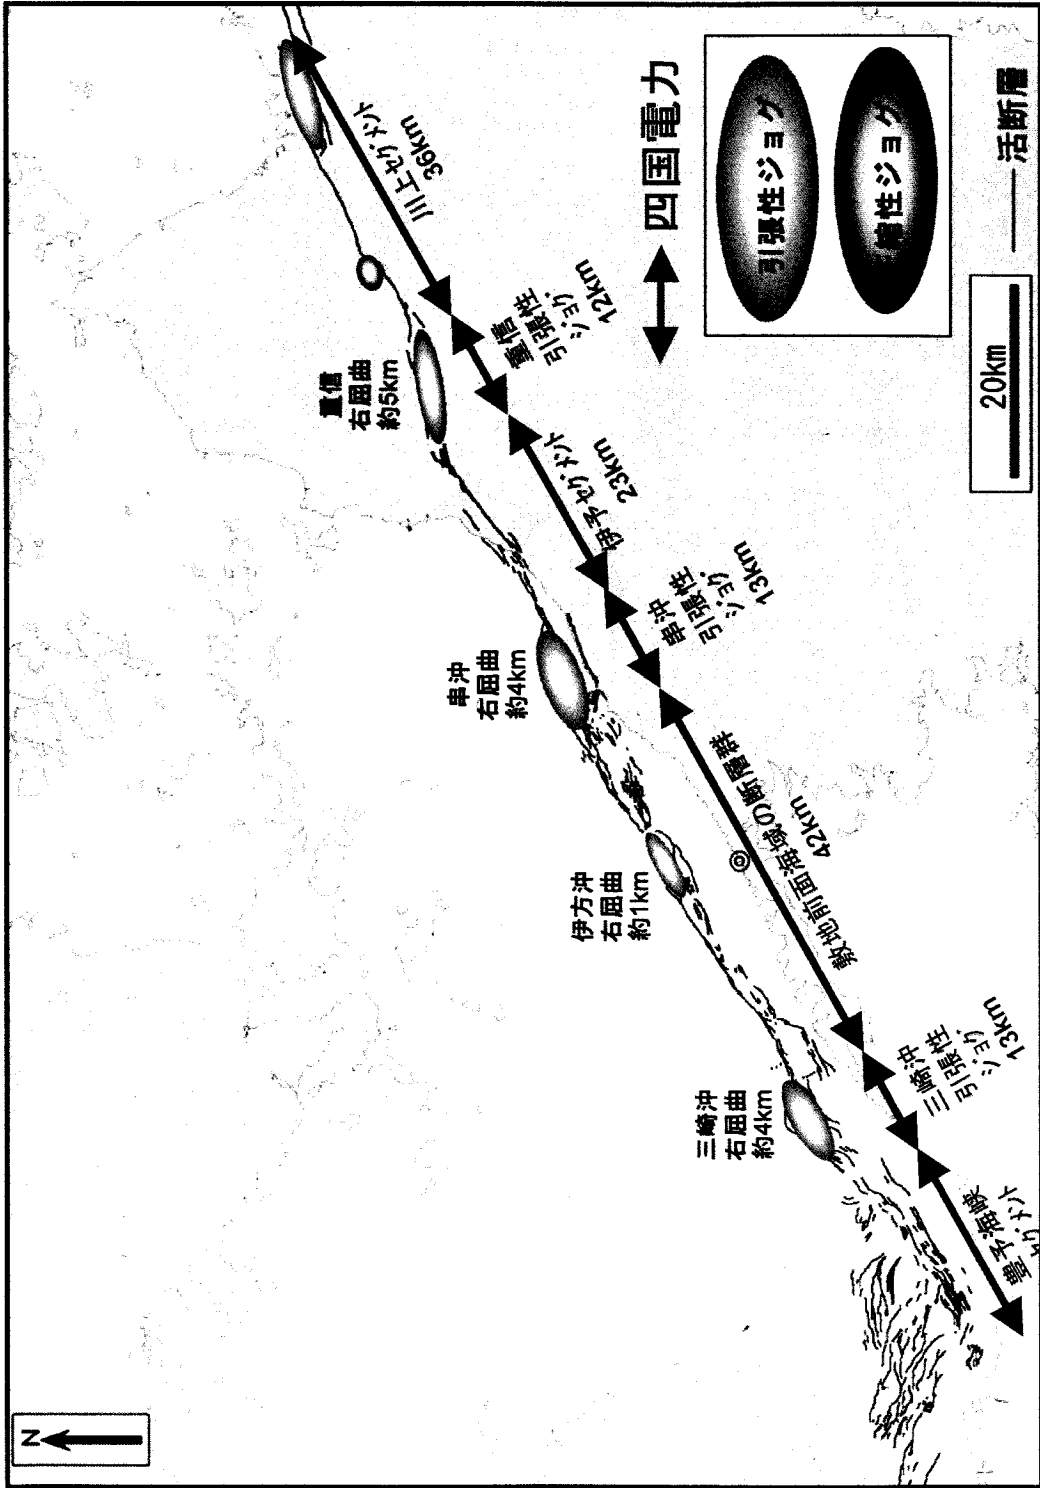 N
三崎沖
右屈曲
約4km
伊方沖
右屈曲
約1km
串沖
右屈曲
約4km
重信
右屈曲
約5km
豊予海峡
セグメント
三崎沖
引張性
ジョグ
13km
敷地前面海域の断層群
42km
串沖
引張性
ジョグ
13km
伊予セグメント
23km
重信
引張性
ジョグ
12km
川上セグメント
36km
四国電力
引張性ジョグ
縮性ジョグ
20km
活断層